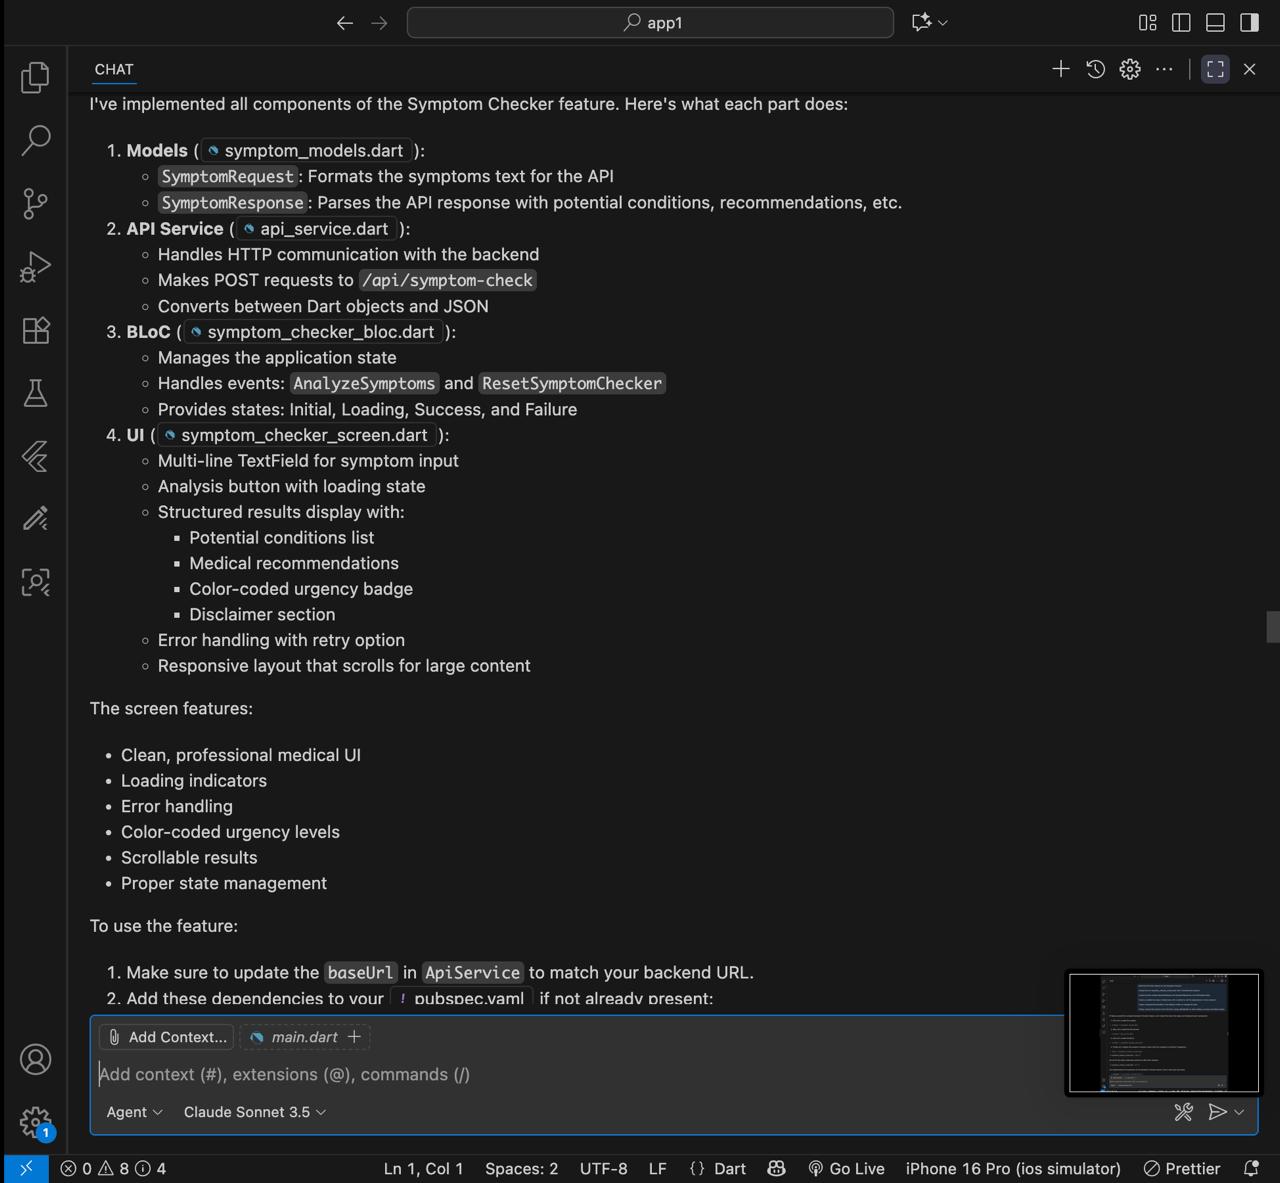 app1
CHAT
I've implemented all components of the Symptom Checker feature. Here's what each part does:
1. Models ( symptom_models.dart ):
◦ SymptomRequest : Formats the symptoms text for the API
◦ SymptomResponse : Parses the API response with potential conditions, recommendations, etc.
2. API Service ( api_service.dart ):
◦ Handles HTTP communication with the backend
◦ Makes POST requests to /api/symptom-check
◦ Converts between Dart objects and JSON
3. BLoC ( symptom_checker_bloc.dart ):
◦ Manages the application state
◦ Handles events: AnalyzeSymptoms and ResetSymptomChecker
◦ Provides states: Initial, Loading, Success, and Failure
4. UI ( symptom_checker_screen.dart ):
◦ Multi-line TextField for symptom input
◦ Analysis button with loading state
◦ Structured results display with:
▪ Potential conditions list
▪ Medical recommendations
▪ Color-coded urgency badge
▪ Disclaimer section
◦ Error handling with retry option
◦ Responsive layout that scrolls for large content
The screen features:
• Clean, professional medical UI
• Loading indicators
• Error handling
• Color-coded urgency levels
• Scrollable results
• Proper state management
To use the feature:
1. Make sure to update the baseUrl in ApiService to match your backend URL.
2. Add these dependencies to your ! pubspec.yaml if not already present:
Add Context... main.dart +
Add context (#), extensions (@), commands (/)
Agent Claude Sonnet 3.5
1
0 8 4 Ln 1, Col 1 Spaces: 2 UTF-8 LF {} Dart Go Live iPhone 16 Pro (ios simulator) Prettier